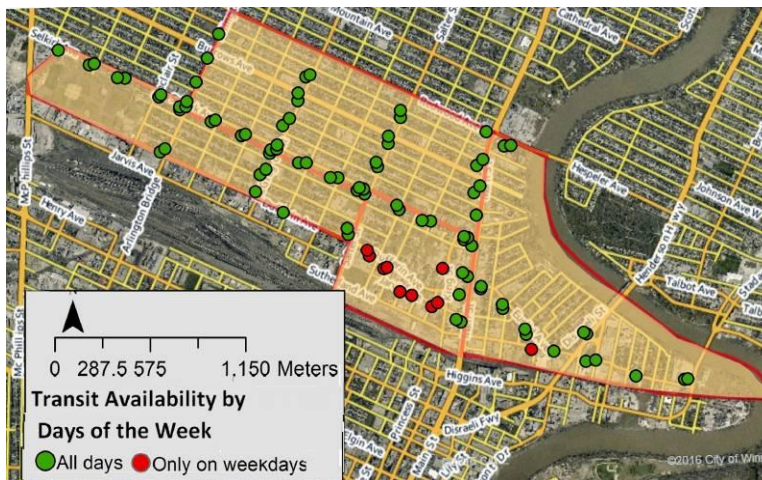 Mountain Ave
Cathedral Ave
Selkirk
McPhillips St
Jarvis Ave
Henry Ave
Arlington Bridge
Hespeler Ave
Johnson Ave W
Henderson Hwy
Talbot Ave
Higgins Ave
Disraeli Fwy
Princess St
Main St
Elgin Ave
Lily St
Mc Phillips St
0 287.5 575 1,150 Meters
Transit Availability by
Days of the Week
All days Only on weekdays
©2016 City of Win